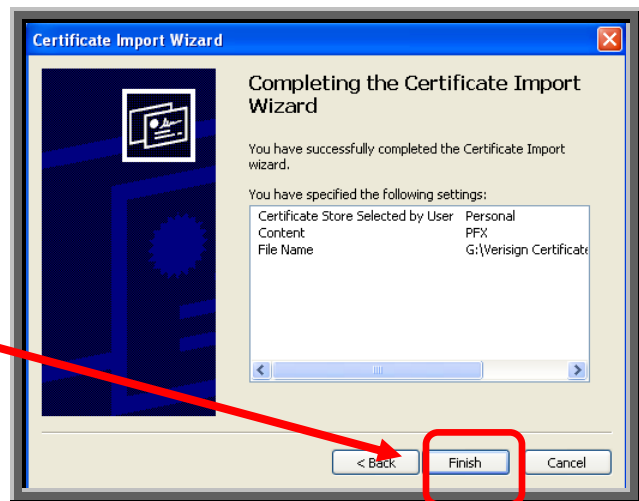 Certificate Import Wizard
Completing the Certificate Import
Wizard
You have successfully completed the Certificate Import
wizard.
You have specified the following settings:
Certificate Store Selected by User Personal
Content PFX
File Name G:\Verisign Certificate
< Back Finish Cancel